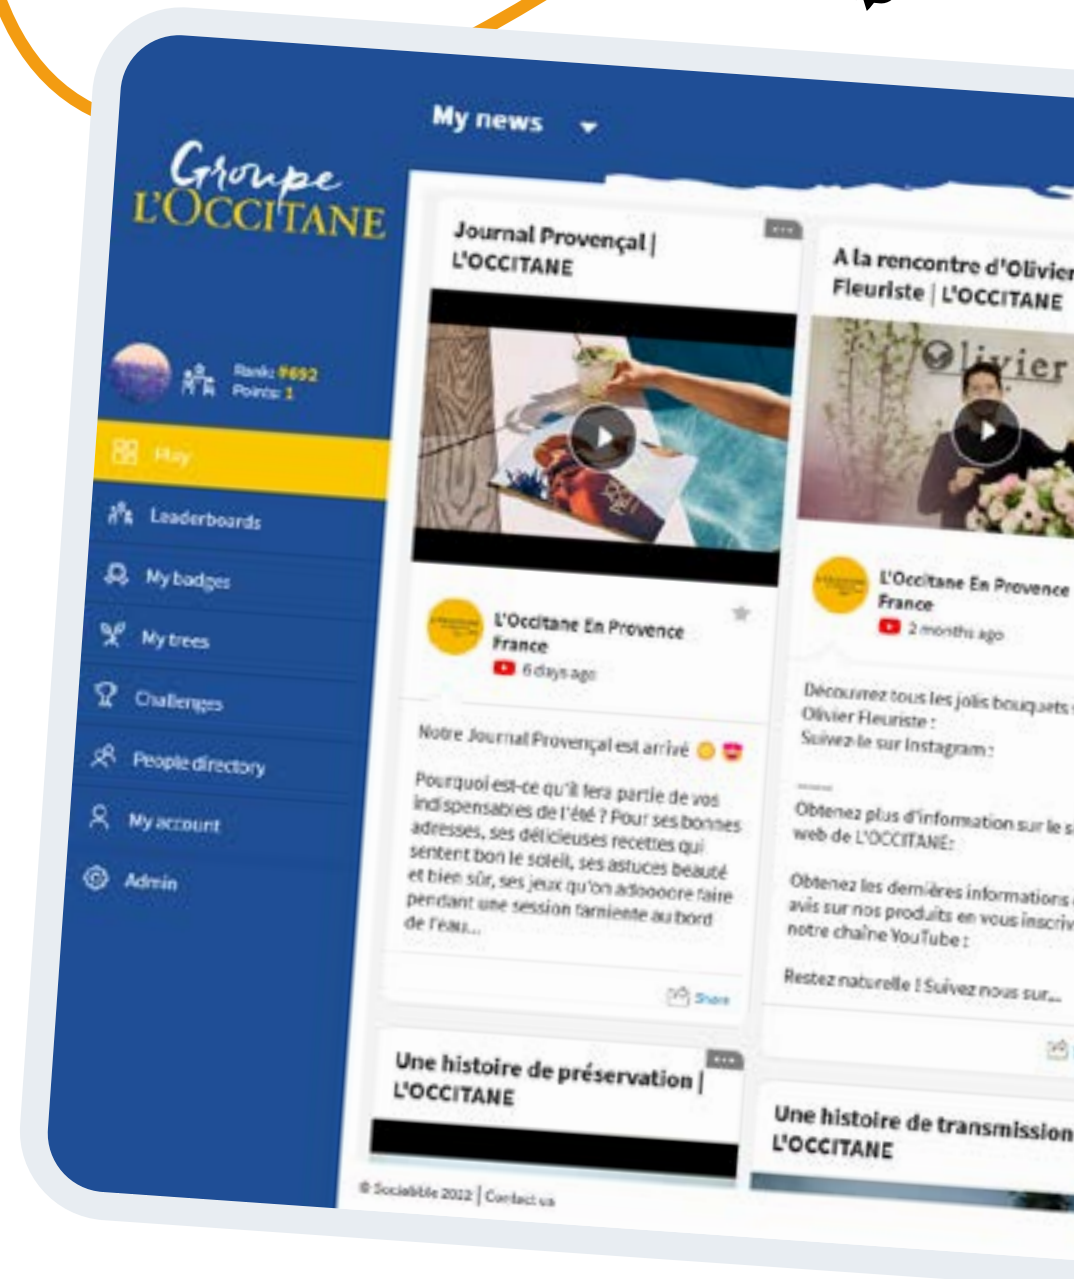 My news
Groupe
L'OCCITANE
Rank: #692
Points: 1
Play
Leaderboards
My badges
My trees
Challenges
People directory
My account
Admin
Journal Provençal |
L'OCCITANE
L'Occitane En Provence
France
6 days ago
Notre Journal Provençal est arrivé
Pourquoi est-ce qu'il fera partie de vos
indispensables de l'été ? Pour ses bonnes
adresses, ses délicieuses recettes qui
sentent bon le soleil, ses astuces beauté
et bien sûr, ses jeux qu'on adoooore faire
pendant une session farniente au bord
de l'eau...
Share
A la rencontre d'Olivier
Fleuriste | L'OCCITANE
Olivier
L'Occitane En Provence
France
2 months ago
Découvrez tous les jolis bouquets
Olivier Fleuriste :
Suivez-le sur Instagram :
____
Obtenez plus d'information sur le s
web de L'OCCITANE:
Obtenez les dernières informations
avis sur nos produits en vous inscriv
notre chaîne YouTube :
Restez naturelle ! Suivez nous sur...
Une histoire de préservation |
L'OCCITANE
Une histoire de transmission
L'OCCITANE
© Sociabble 2022 | Contact us